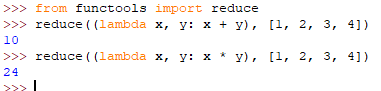 >>> from functools import reduce
>>> reduce((lambda x, y: x + y), [1, 2, 3, 4])
10
>>> reduce((lambda x, y: x * y), [1, 2, 3, 4])
24
>>>